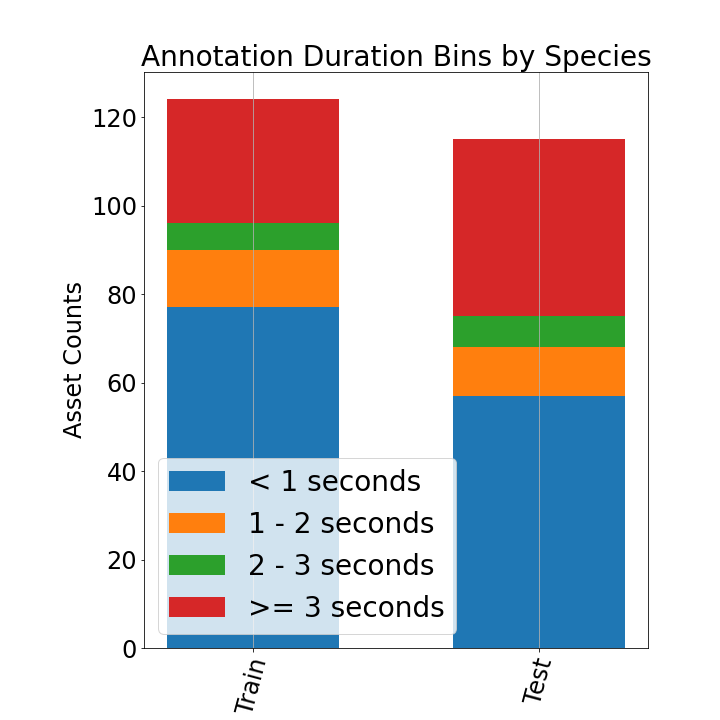 Annotation Duration Bins by Species
120
100
80
60
40
20
0
Asset Counts
< 1 seconds
1 - 2 seconds
2 - 3 seconds
>= 3 seconds
Train
Test